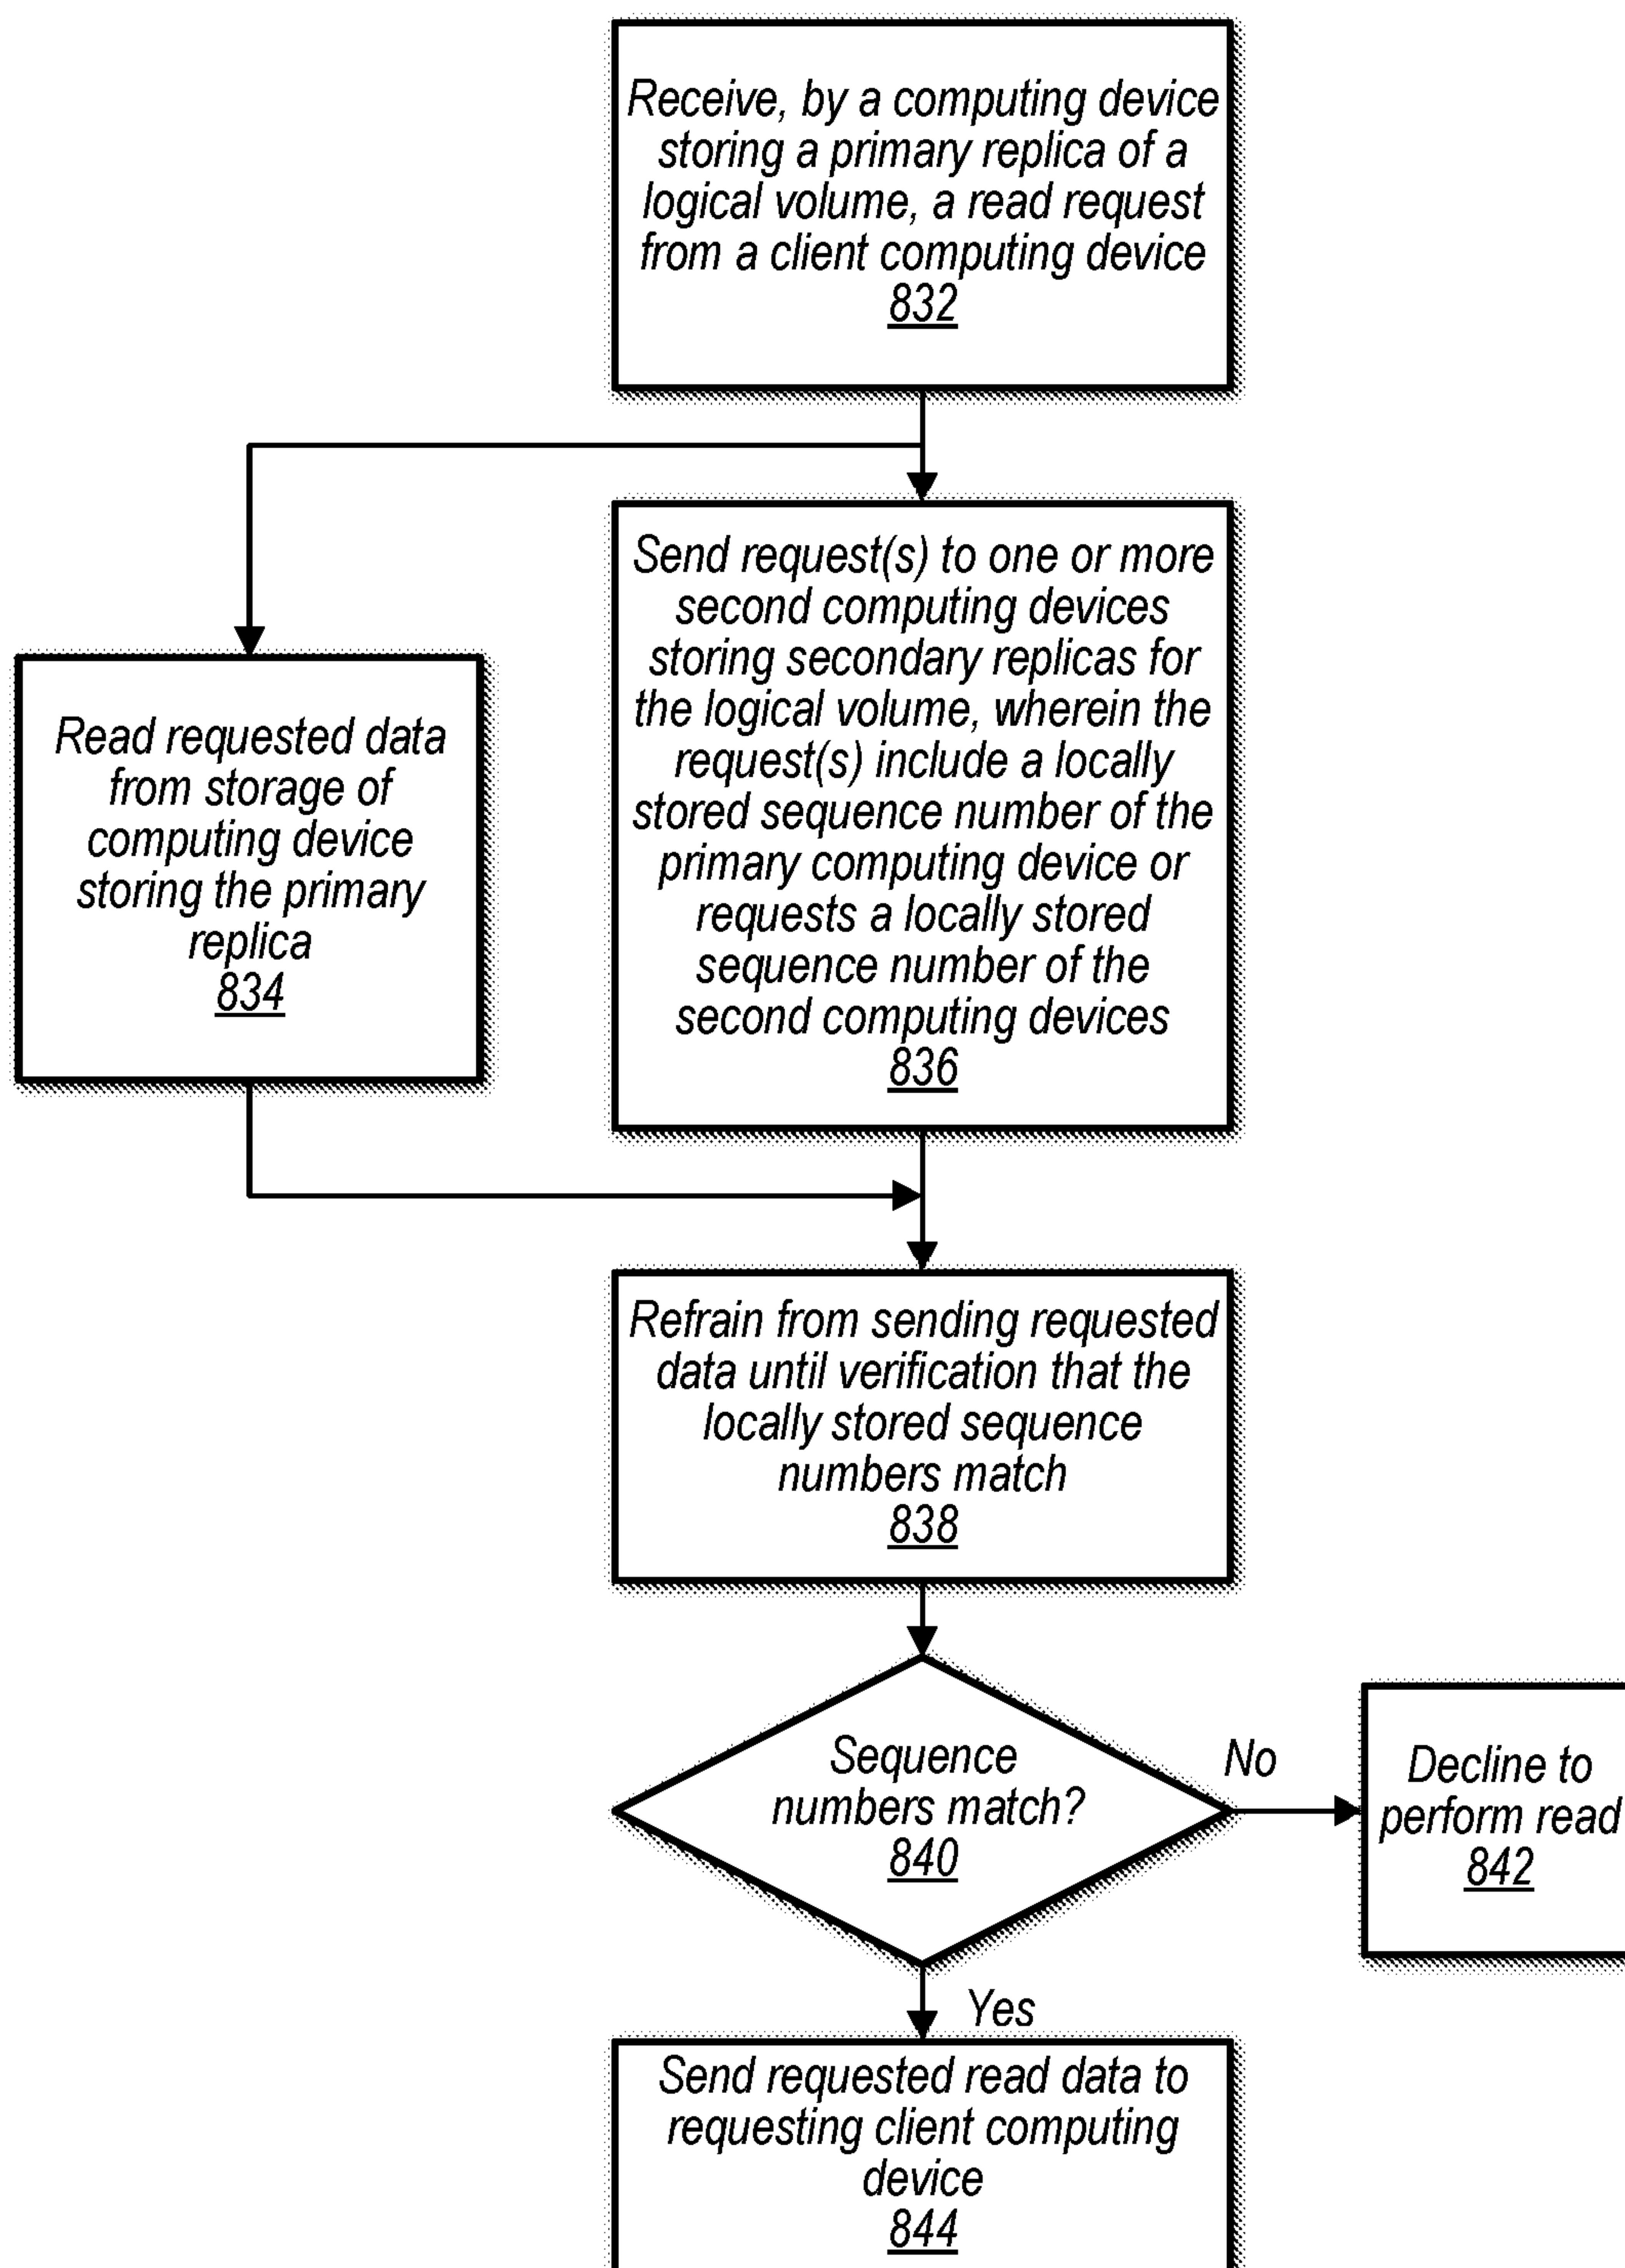 Receive, by a computing device
storing a primary replica of a
logical volume, a read request
from a client computing device
832
Read requested data
from storage of
computing device
storing the primary
replica
834
Send request(s) to one or more
second computing devices
storing secondary replicas for
the logical volume, wherein the
request(s) include a locally
stored sequence number of the
primary computing device or
requests a locally stored
sequence number of the
second computing devices
836
Refrain from sending requested
data until verification that the
locally stored sequence
numbers match
838
Sequence
numbers match?
840
No
Decline to
perform read
842
Yes
Send requested read data to
requesting client computing
device
844